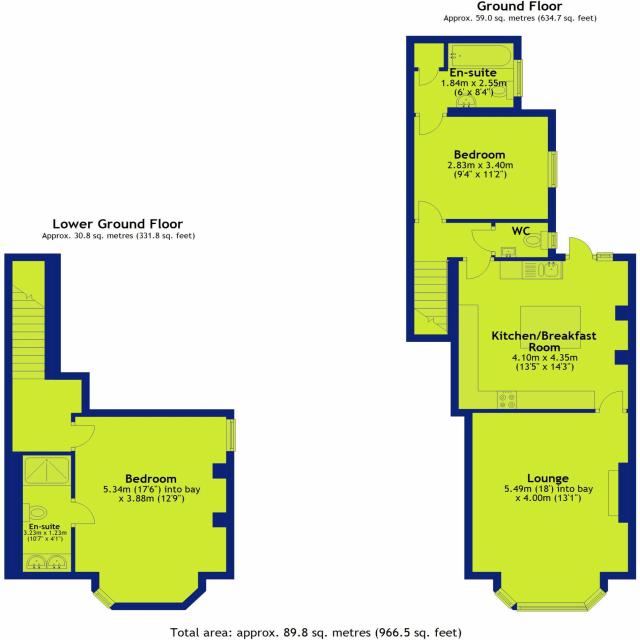 Ground Floor
Approx. 59.0 sq. metres (634.7 sq. feet)
En-suite
1.84m x 2.55m
(6' x 8'4")
Bedroom
2.83m x 3.40m
(9'4" x 11'2")
WC
Kitchen/Breakfast
Room
4.10m x 4.35m
(13'5" x 14'3")
Lounge
5.49m (18') into bay
x 4.00m (13'1")
Lower Ground Floor
Approx. 30.8 sq. metres (331.8 sq. feet)
Bedroom
5.34m (17'6") into bay
x 3.88m (12'9")
En-suite
3.23m x 1.23m
(10'7" x 4'1")
Total area: approx. 89.8 sq. metres (966.5 sq. feet)